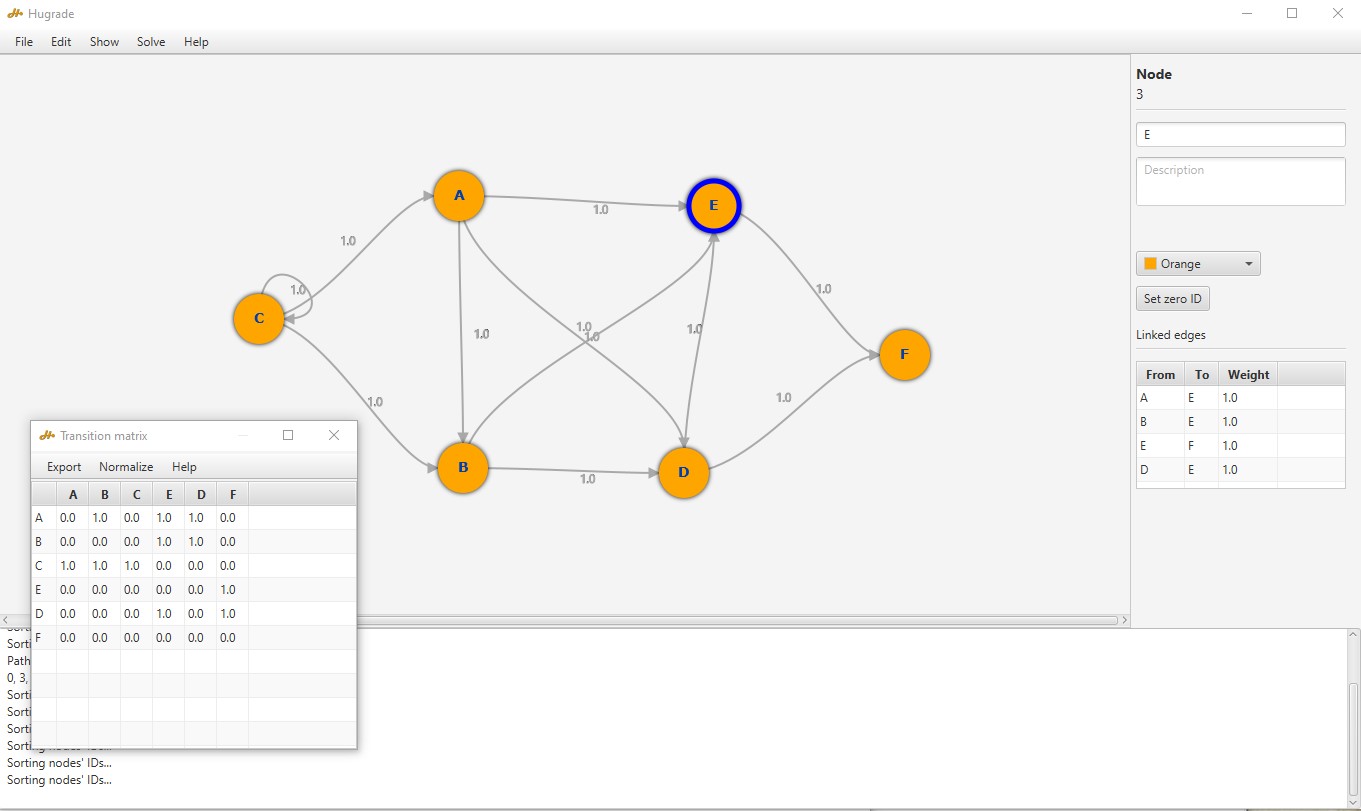 Hugrade
File Edit Show Solve Help
Node
3
E
Description
Orange
Set zero ID
Linked edges
From To Weight
A E 1.0
B E 1.0
E F 1.0
D E 1.0
A
E
1.0
1.0
1.0
C
1.0
1.0
1.0
1.0
1.0
1.0
F
1.0
1.0
B
D
1.0
Transition matrix
Export Normalize Help
A B C E D F
A 0.0 1.0 0.0 1.0 1.0 0.0
B 0.0 0.0 0.0 1.0 1.0 0.0
C 1.0 1.0 1.0 0.0 0.0 0.0
E 0.0 0.0 0.0 0.0 0.0 1.0
D 0.0 0.0 0.0 1.0 0.0 1.0
F 0.0 0.0 0.0 0.0 0.0 0.0
Path
0, 3,
Sorting nodes' IDs...
Sorting nodes' IDs...
Sorting nodes' IDs...